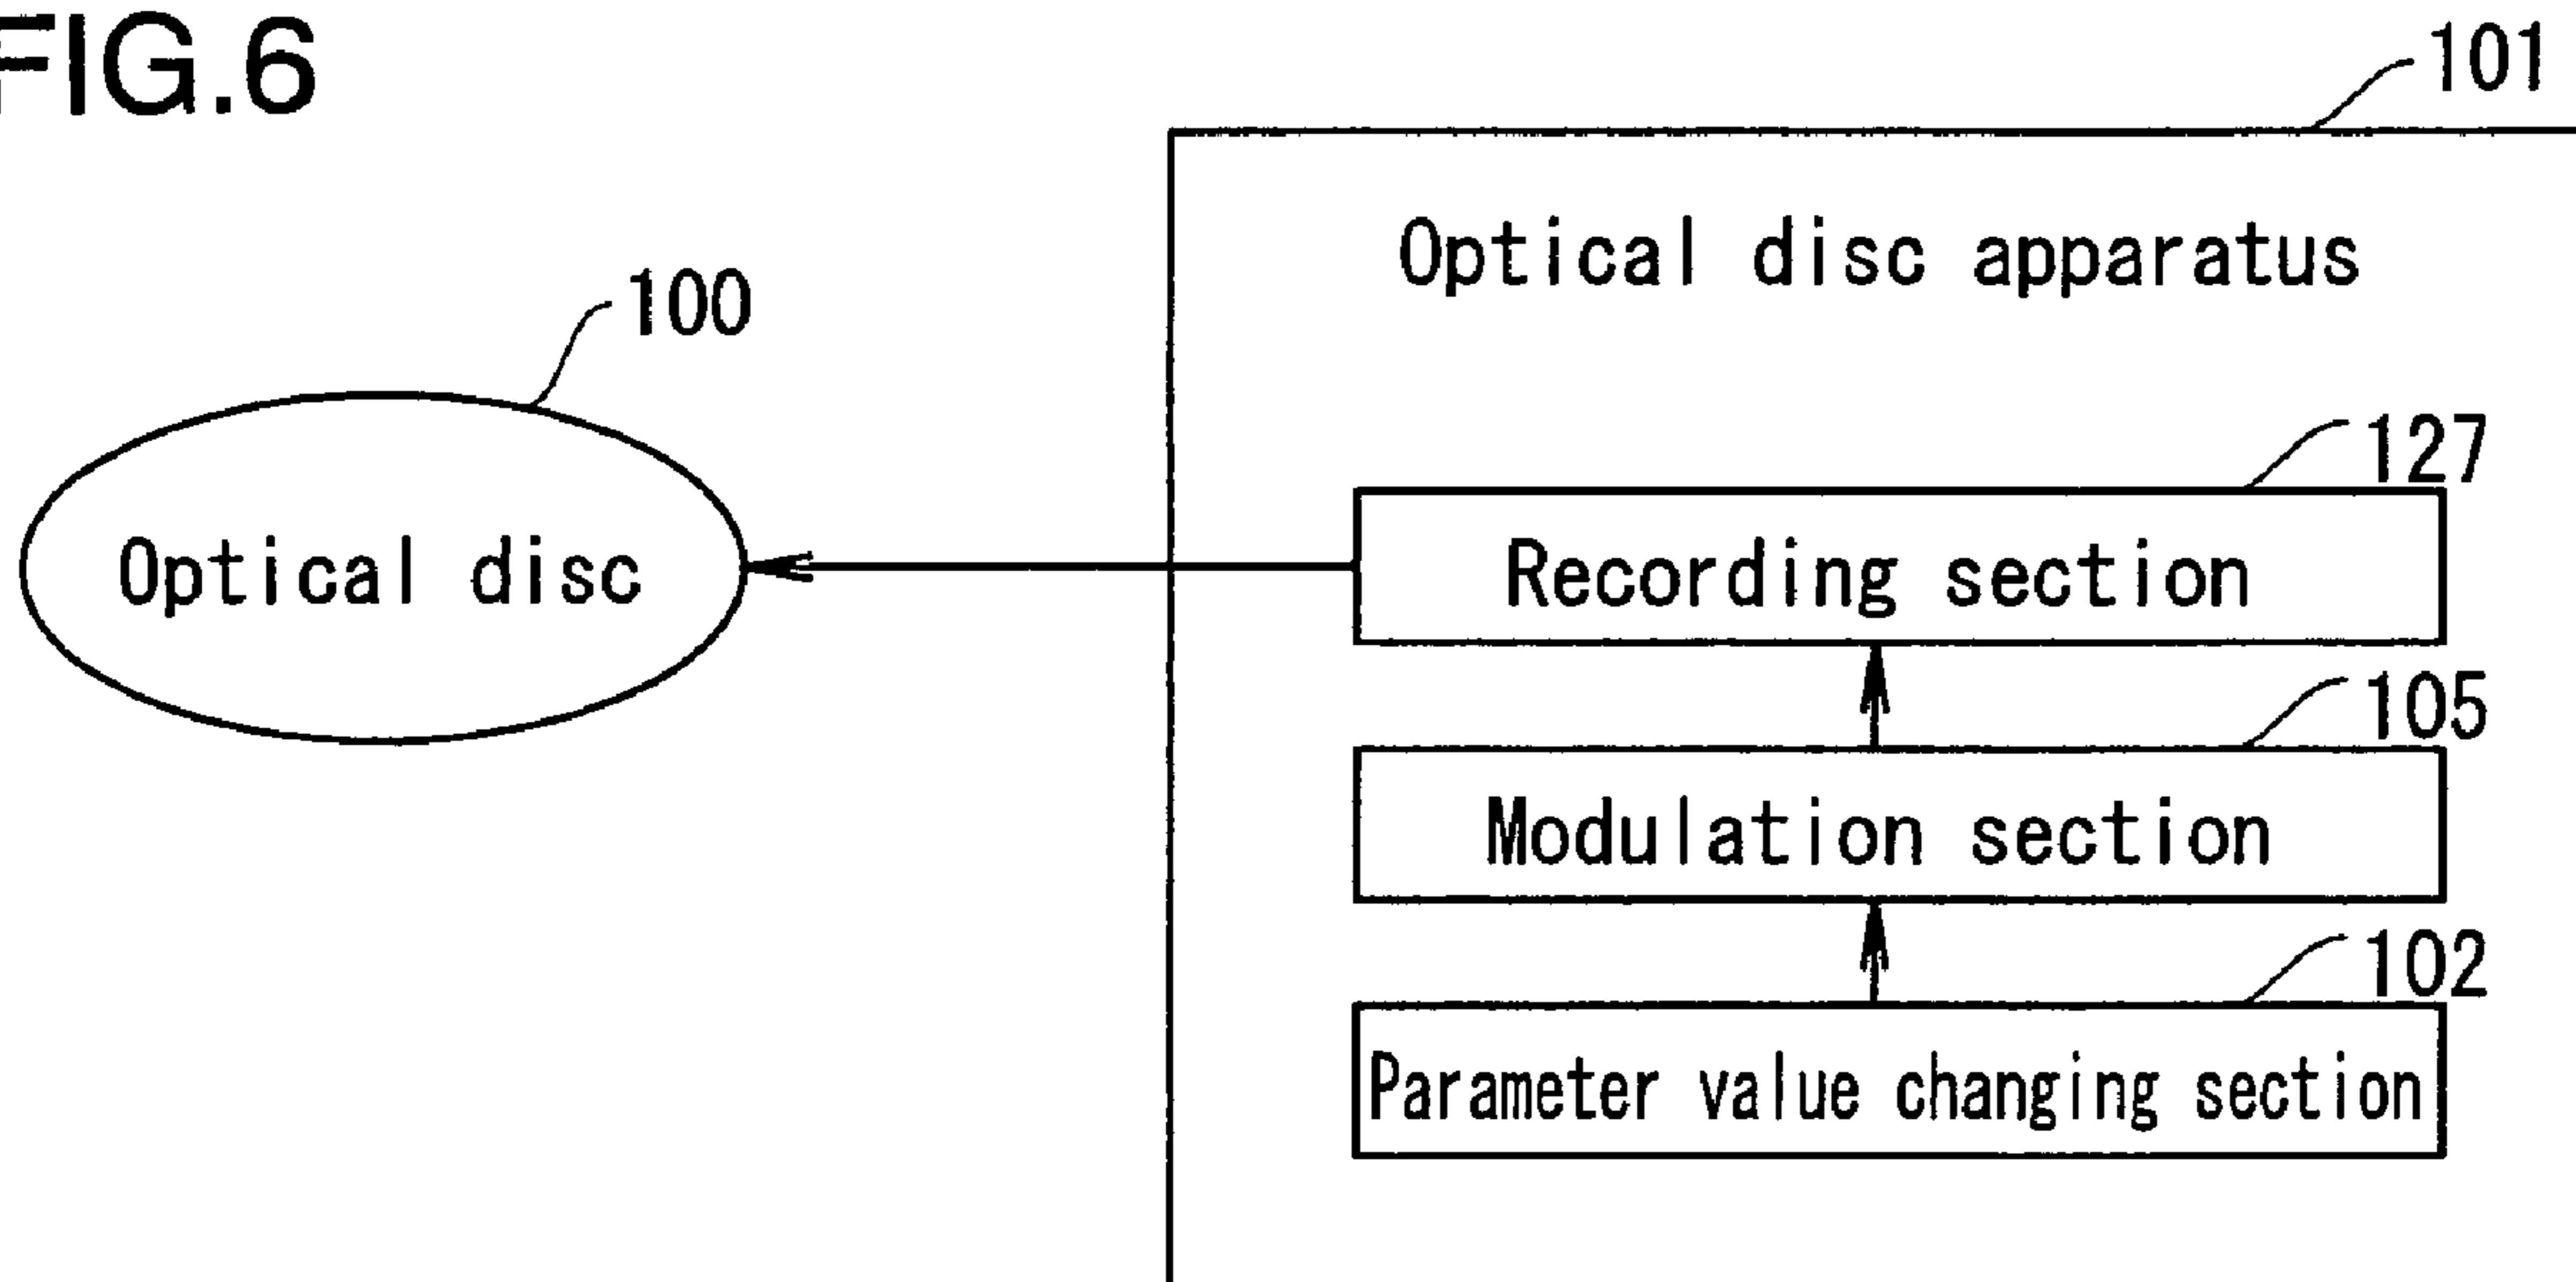 FIG.6
101
Optical disc apparatus
100
127
Optical disc
Recording section
105
Modulation section
102
Parameter value changing section